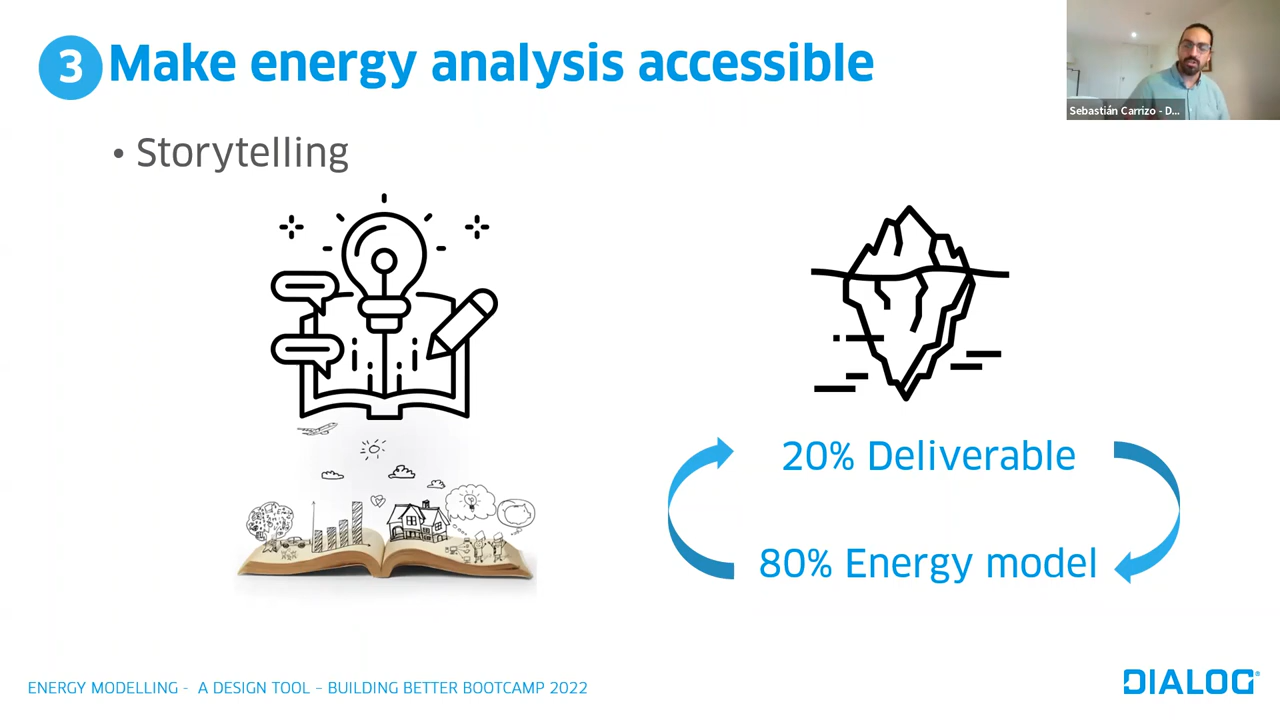 3 Make energy analysis accessible
Sebastián Carrizo - D...
• Storytelling
20% Deliverable
80% Energy model
ENERGY MODELLING - A DESIGN TOOL – BUILDING BETTER BOOTCAMP 2022
DIALOG®